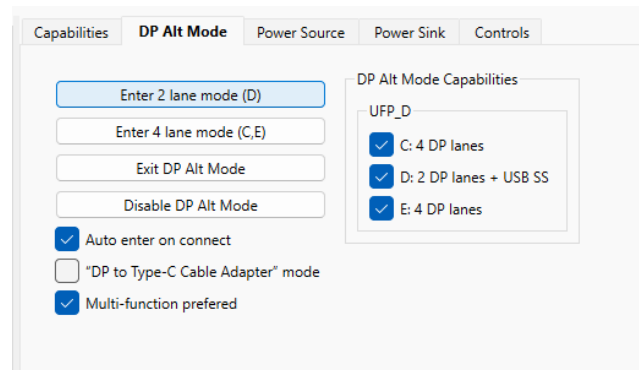 Capabilities DP Alt Mode Power Source Power Sink Controls
Enter 2 lane mode (D)
Enter 4 lane mode (C,E)
Exit DP Alt Mode
Disable DP Alt Mode
Auto enter on connect
"DP to Type-C Cable Adapter" mode
Multi-function prefered
DP Alt Mode Capabilities
UFP_D
C: 4 DP lanes
D: 2 DP lanes + USB SS
E: 4 DP lanes